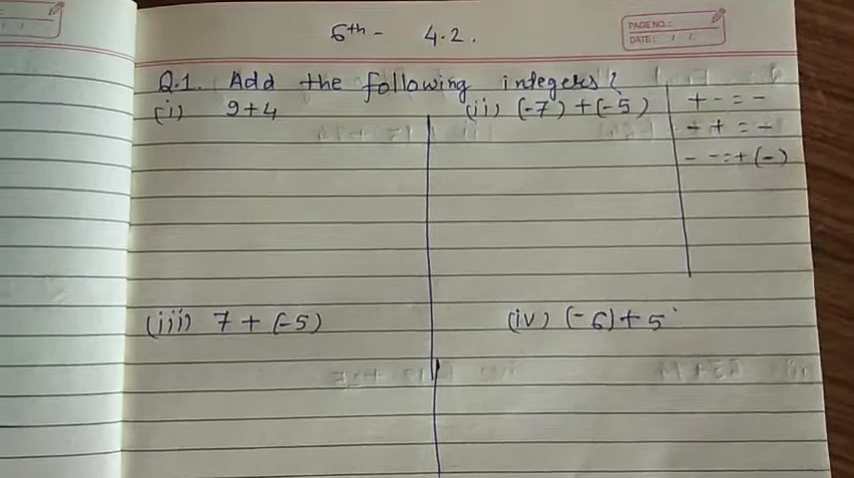 6th - 4.2.
PAGE NO.:
DATE:
Q.1. Add the following integers?
(i) 9+4
(ii) (-7)+(-5)
+ - = -
- + = -
- - = + (-)
(iii) 7+(-5)
(iv) (-6)+5